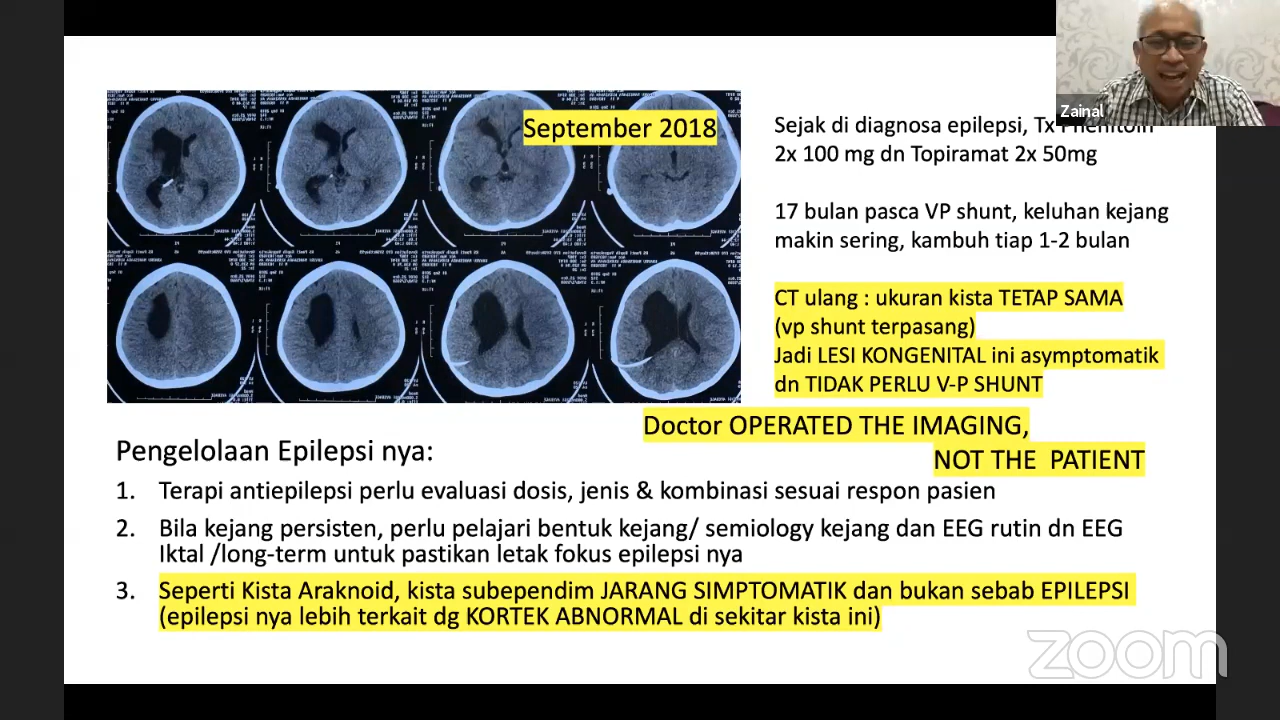 Zainal
September 2018
Sejak di diagnosa epilepsi, Tx Phenitoin
2x 100 mg dn Topiramat 2x 50mg
17 bulan pasca VP shunt, keluhan kejang
makin sering, kambuh tiap 1-2 bulan
CT ulang : ukuran kista TETAP SAMA
(vp shunt terpasang)
Jadi LESI KONGENITAL ini asymptomatik
dn TIDAK PERLU V-P SHUNT
Doctor OPERATED THE IMAGING,
NOT THE PATIENT
Pengelolaan Epilepsi nya:
1. Terapi antiepilepsi perlu evaluasi dosis, jenis & kombinasi sesuai respon pasien
2. Bila kejang persisten, perlu pelajari bentuk kejang/ semiology kejang dan EEG rutin dn EEG
Iktal /long-term untuk pastikan letak fokus epilepsi nya
3. Seperti Kista Araknoid, kista subependim JARANG SIMPTOMATIK dan bukan sebab EPILEPSI
(epilepsi nya lebih terkait dg KORTEK ABNORMAL di sekitar kista ini)
zoom